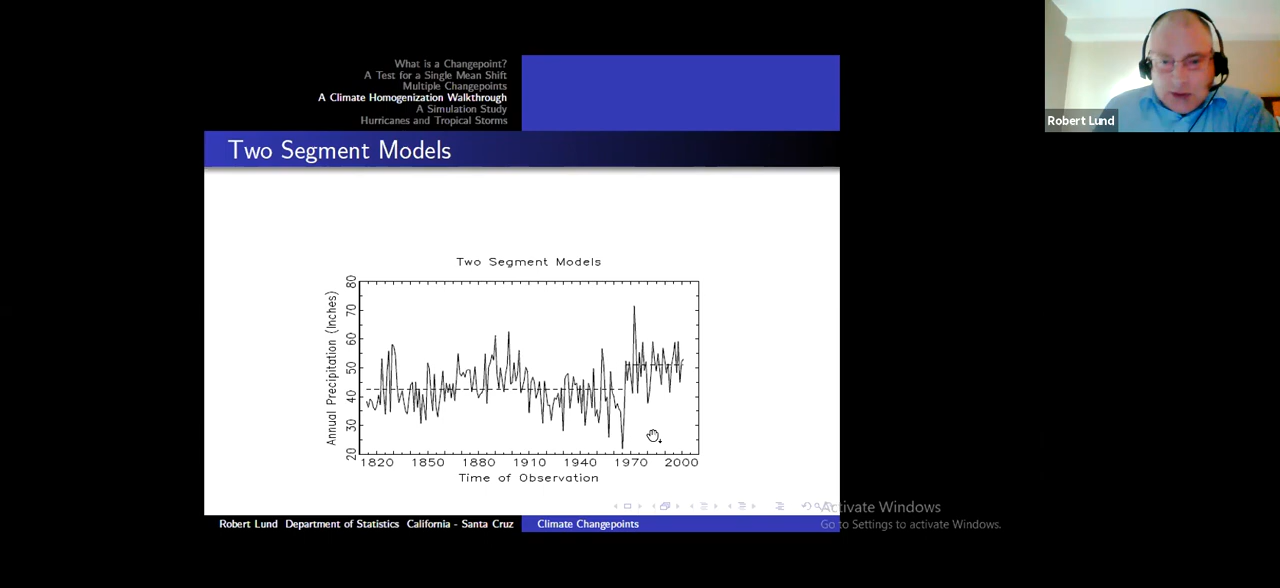 What is a Changepoint?
A Test for a Single Mean Shift
Multiple Changepoints
A Climate Homogenization Walkthrough
A Simulation Study
Hurricanes and Tropical Storms
Robert Lund
Two Segment Models
Two Segment Models
Annual Precipitation (Inches)
80
70
60
50
40
30
20
1820 1850 1880 1910 1940 1970 2000
Time of Observation
Robert Lund Department of Statistics California - Santa Cruz
Climate Changepoints
Activate Windows
Go to Settings to activate Windows.